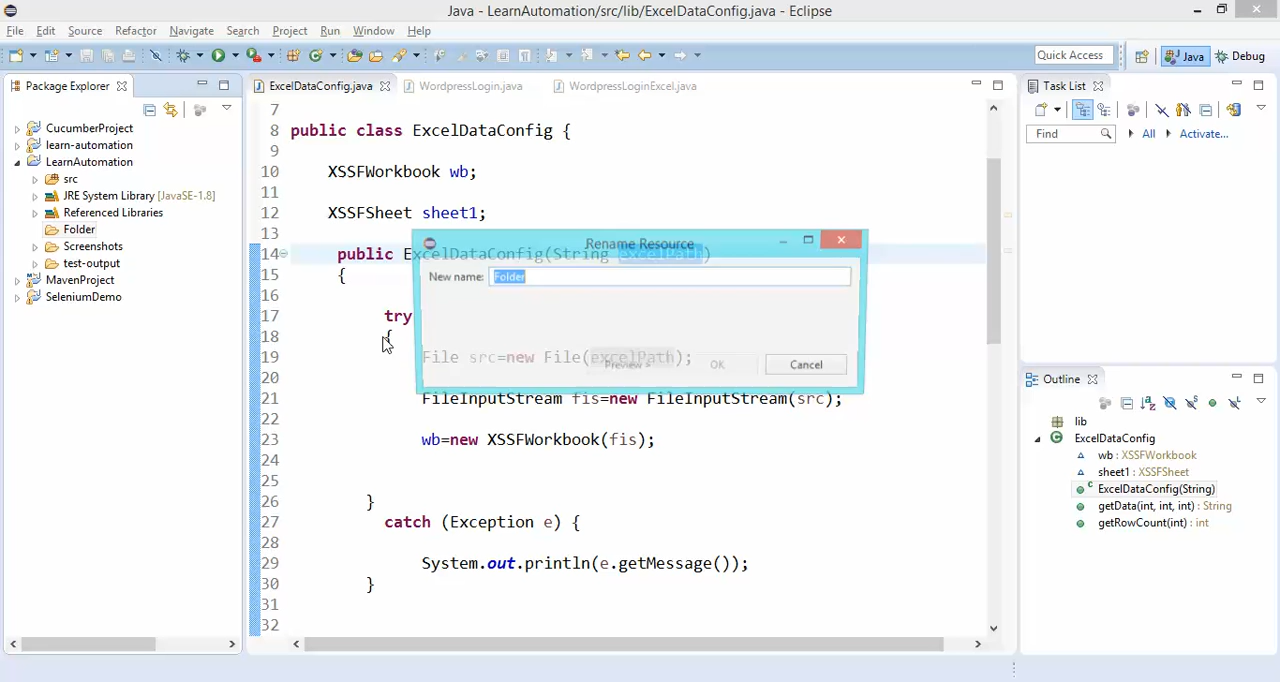 Java - LearnAutomation/src/lib/ExcelDataConfig.java - Eclipse
File Edit Source Refactor Navigate Search Project Run Window Help
Quick Access Java Debug
Package Explorer
CucumberProject
learn-automation
LearnAutomation
src
JRE System Library [JavaSE-1.8]
Referenced Libraries
Folder
Screenshots
test-output
MavenProject
SeleniumDemo
ExcelDataConfig.java WordpressLogin.java WordpressLoginExcel.java
7
8 public class ExcelDataConfig {
9
10 XSSFWorkbook wb;
11
12 XSSFSheet sheet1;
13
14 public ExcelDataConfig(String excelPath)
15 {
16
17 try
18 {
19 File src=new File(excelPath);
20
21 FileInputStream fis=new FileInputStream(src);
22
23 wb=new XSSFWorkbook(fis);
24
25
26 }
27 catch (Exception e) {
28
29 System.out.println(e.getMessage());
30 }
31
32
Rename Resource
New name: Folder
Preview > OK Cancel
Task List
Find All Activate...
Outline
lib
ExcelDataConfig
wb : XSSFWorkbook
sheet1 : XSSFSheet
ExcelDataConfig(String)
getData(int, int, int) : String
getRowCount(int) : int